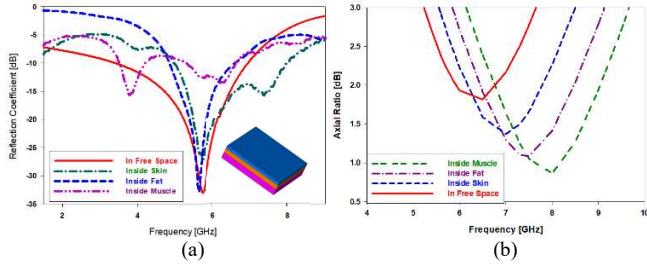 (a)
0
-5
-10
-15
-20
-25
-30
-36
Reflection Coefficient [dB]
In Free Space
Inside Skin
Inside Fat
Inside Muscle
2
4
6
8
Frequency [GHz]
(a)
b)
3.0
2.5
2.0
1.5
1.0
0.5
Axial Ratio [dB]
Inside Muscle
Inside Fat
Inside Skin
In Free Space
4
5
6
7
8
9
10
Frequency [GHz]
(b)